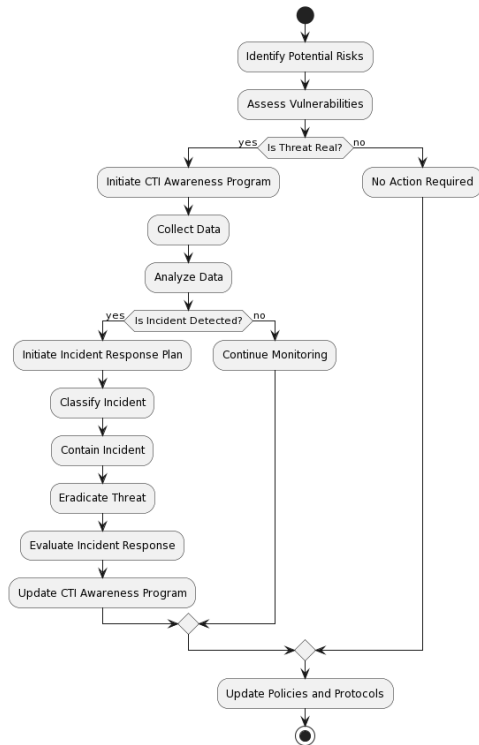 Identify Potential Risks
Assess Vulnerabilities
yes
Is Threat Real?
no
Initiate CTI Awareness Program
No Action Required
Collect Data
Analyze Data
yes
Is Incident Detected?
no
Initiate Incident Response Plan
Continue Monitoring
Classify Incident
Contain Incident
Eradicate Threat
Evaluate Incident Response
Update CTI Awareness Program
Update Policies and Protocols